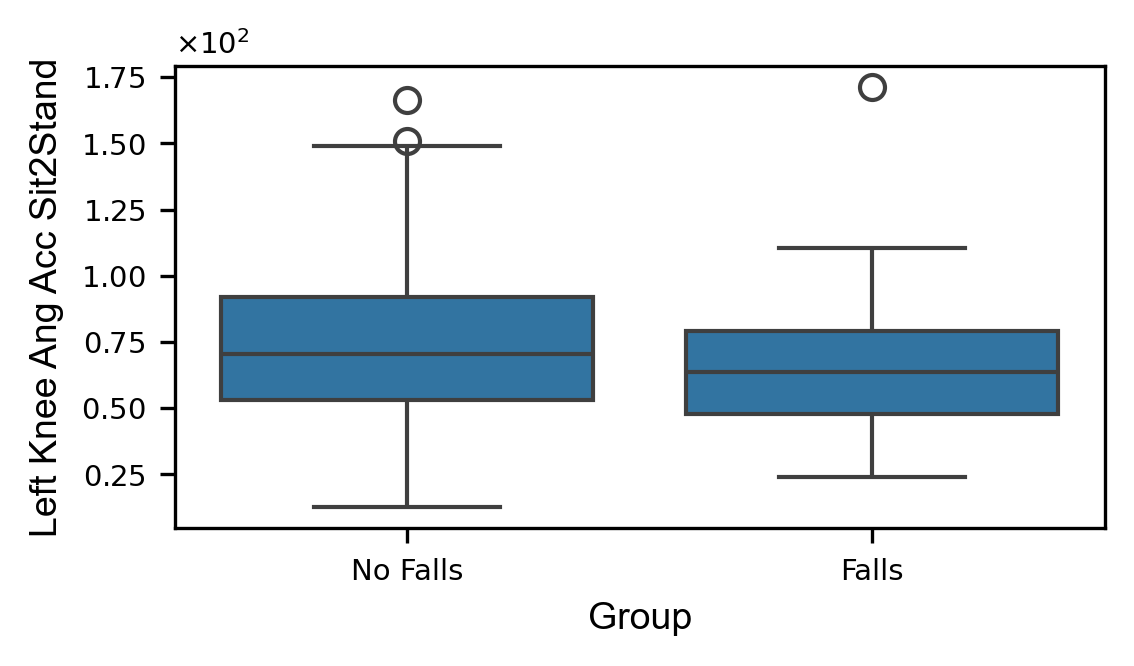 ×10²
1.75
1.50
1.25
1.00
0.75
0.50
0.25
Left Knee Ang Acc Sit2Stand
No Falls
Falls
Group